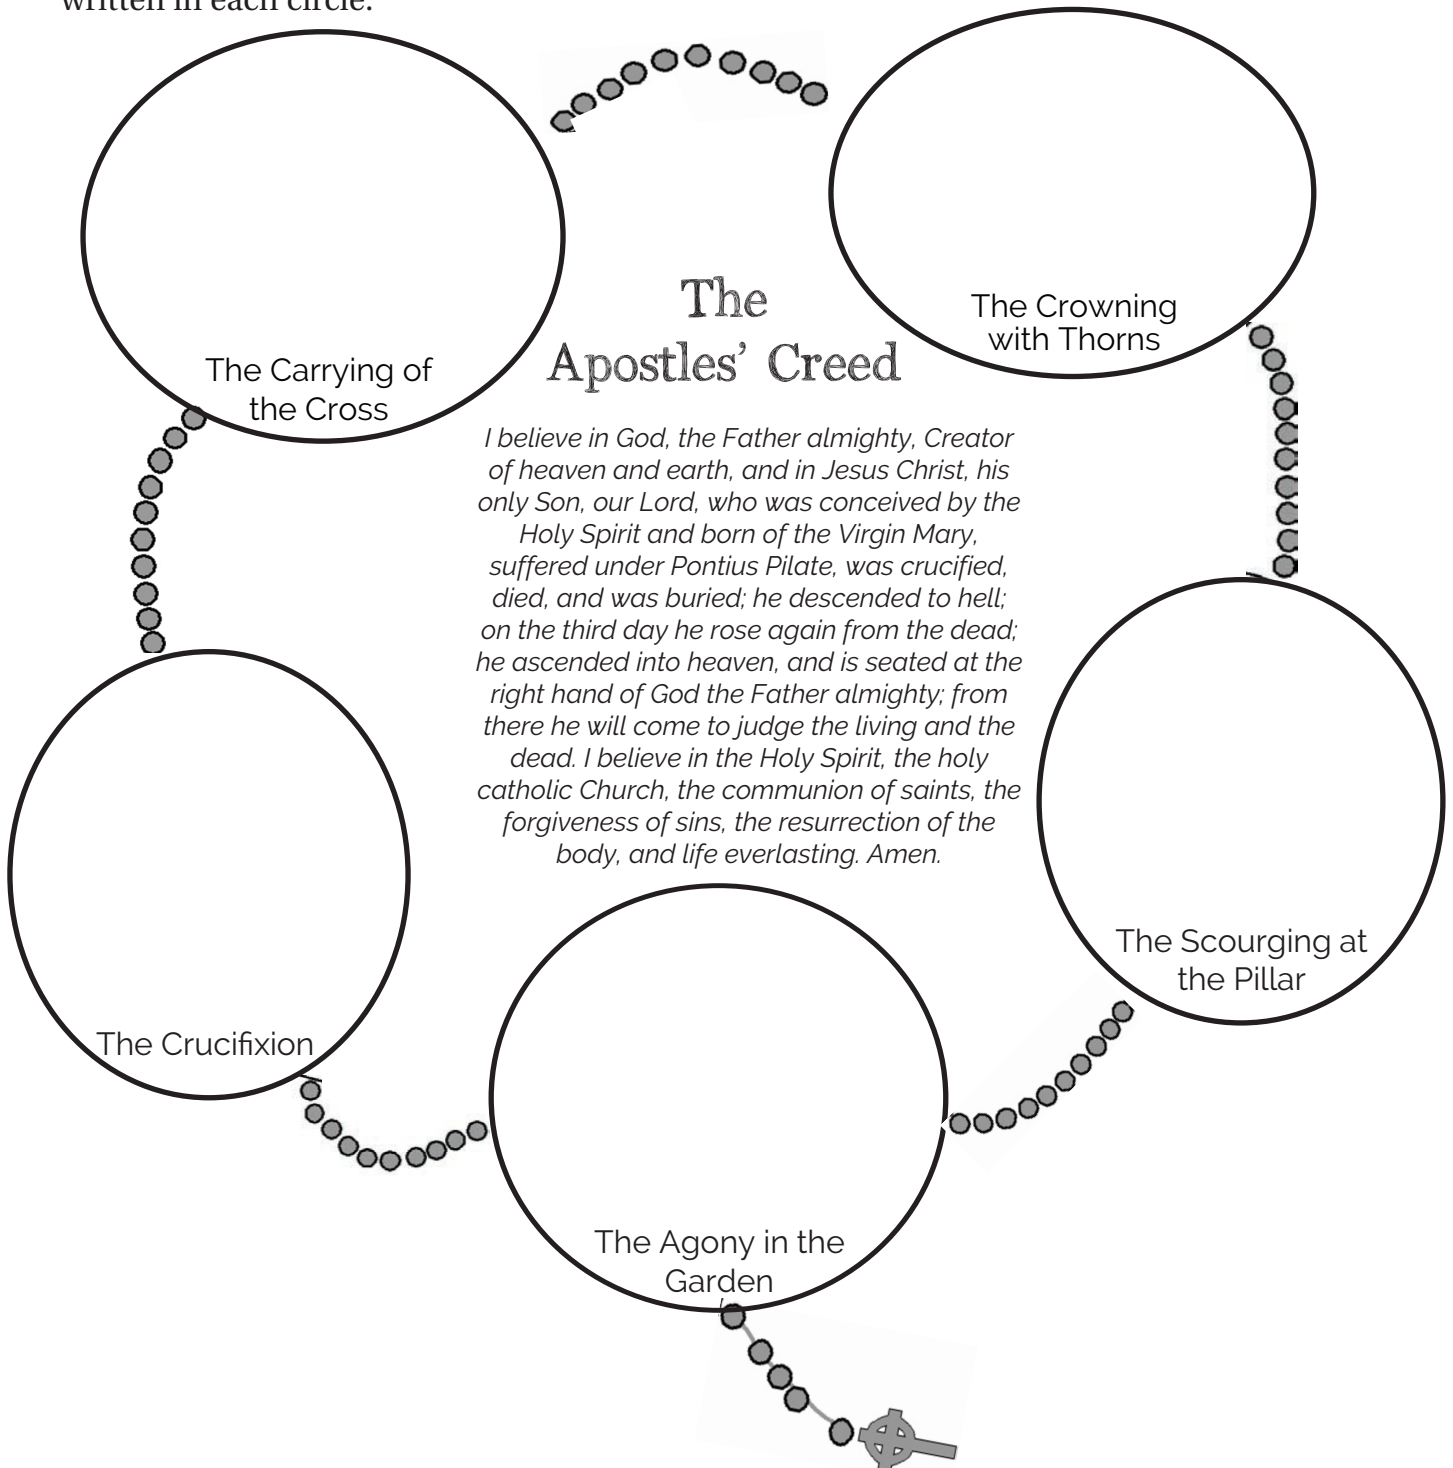 written in each circle.
The Carrying of
the Cross
The Crowning
with Thorns
The
Apostles’ Creed
I believe in God, the Father almighty, Creator
of heaven and earth, and in Jesus Christ, his
only Son, our Lord, who was conceived by the
Holy Spirit and born of the Virgin Mary,
suffered under Pontius Pilate, was crucified,
died, and was buried; he descended to hell;
on the third day he rose again from the dead;
he ascended into heaven, and is seated at the
right hand of God the Father almighty; from
there he will come to judge the living and the
dead. I believe in the Holy Spirit, the holy
catholic Church, the communion of saints, the
forgiveness of sins, the resurrection of the
body, and life everlasting. Amen.
The Scourging at
the Pillar
The Crucifixion
The Agony in the
Garden